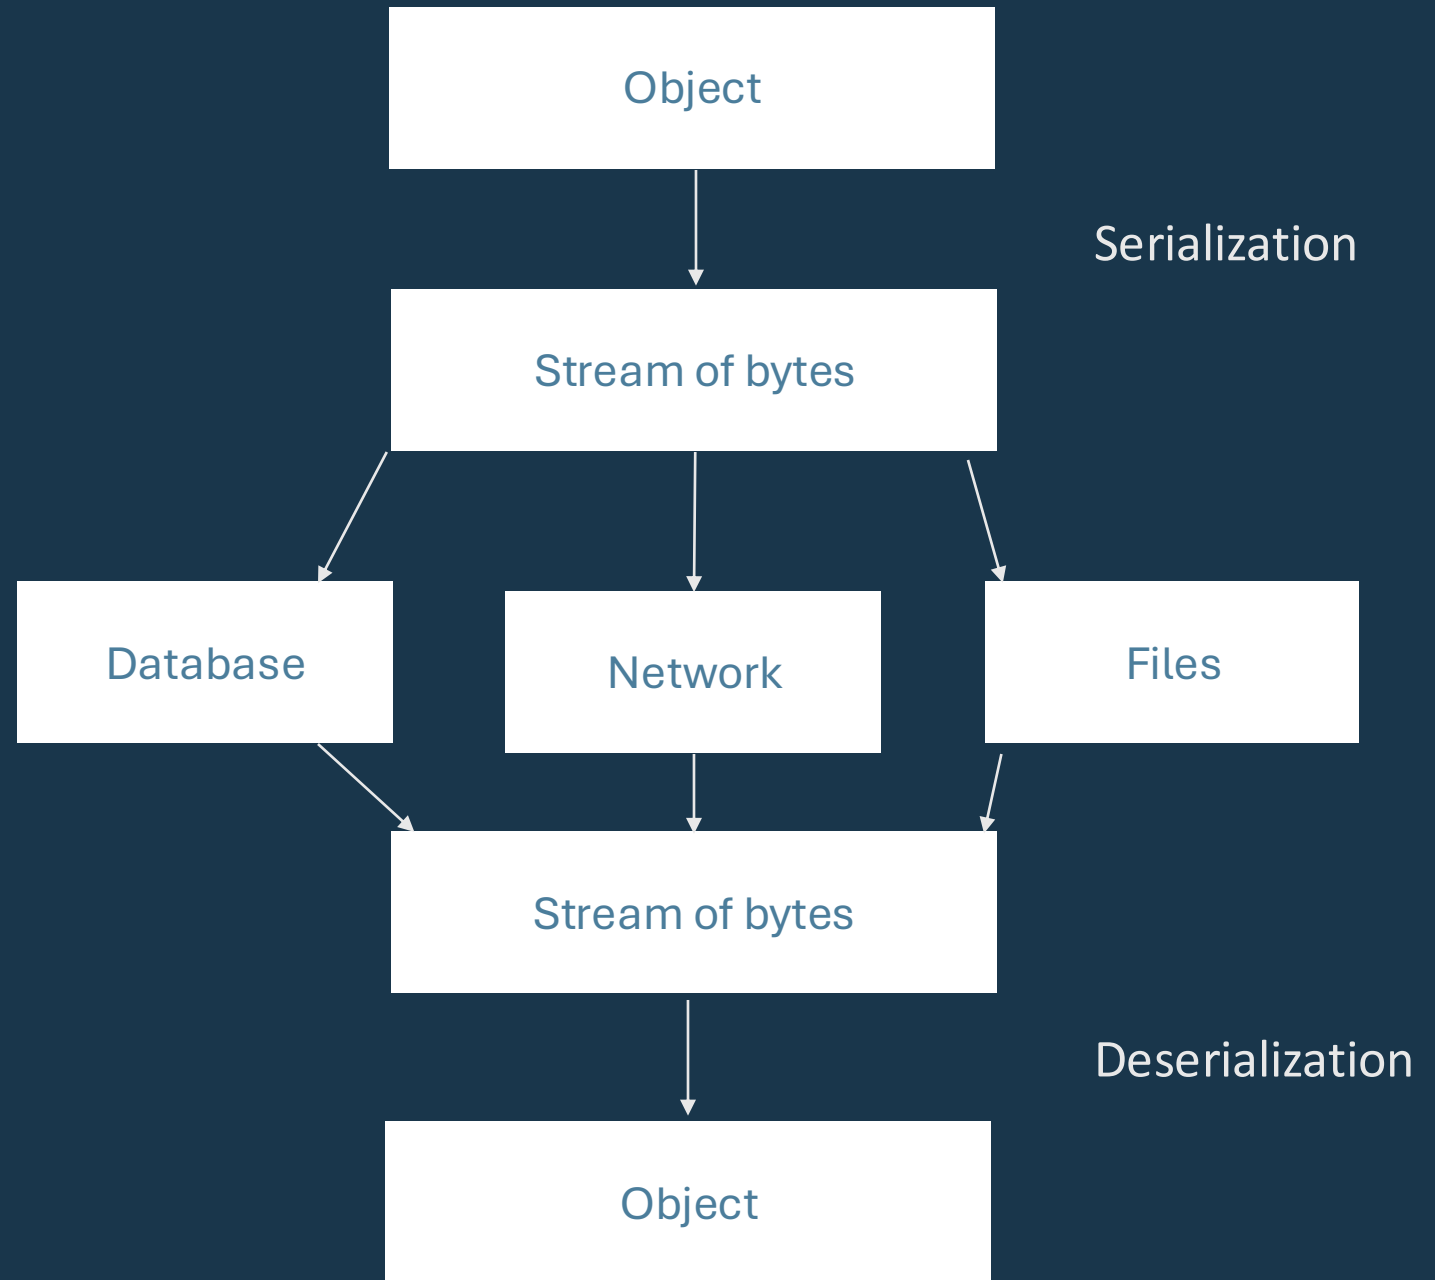 Object
Serialization
Stream of bytes
Database
Network
Files
Stream of bytes
Deserialization
Object